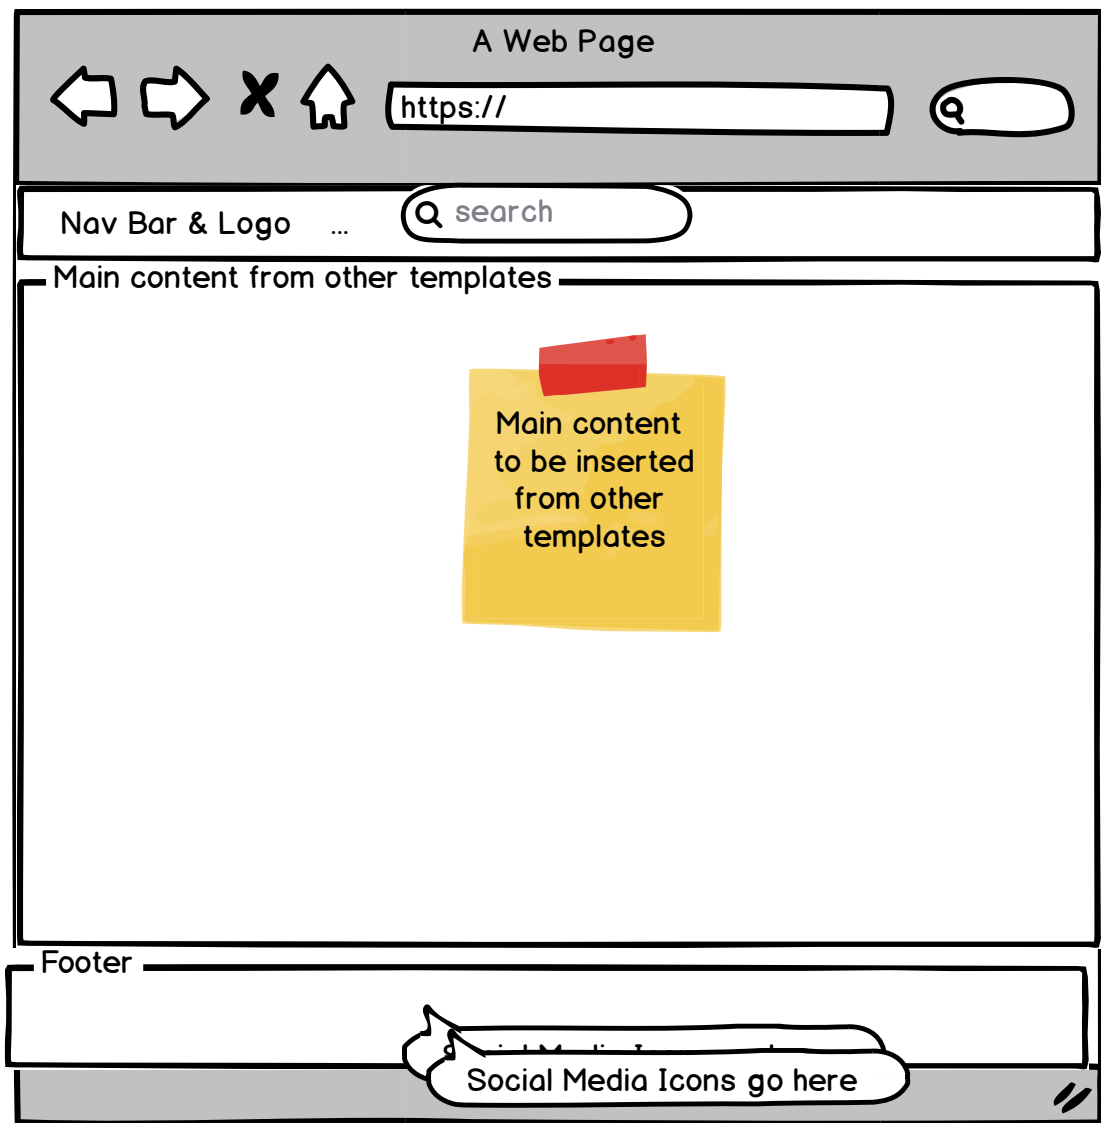 A Web Page
https://
Nav Bar & Logo ... search
Main content from other templates
Main content
to be inserted
from other
templates
Footer
Social Media Icons go here